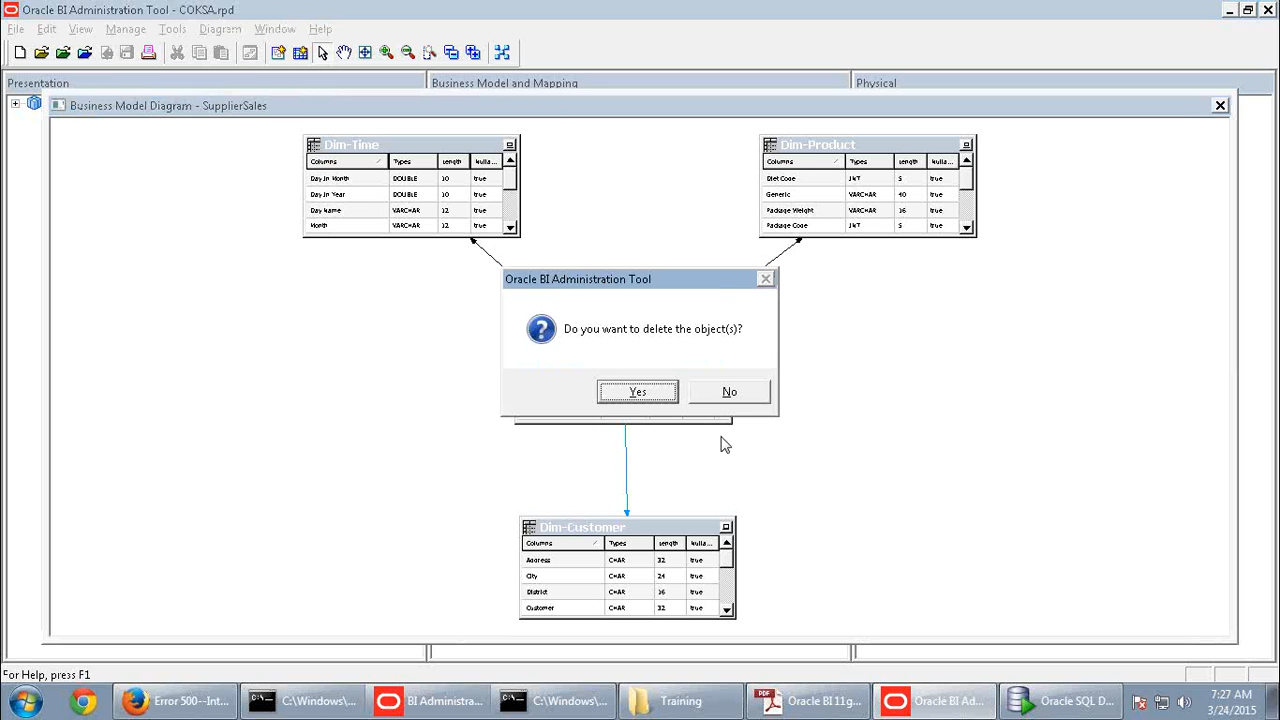 Oracle BI Administration Tool - COKSA.rpd
File Edit View Manage Tools Diagram Window Help
Presentation
Business Model and Mapping
Physical
Business Model Diagram - SupplierSales
Dim-Time
Columns Types Length Nulla...
Day In Month DOUBLE 10 true
Day In Year DOUBLE 10 true
Day Name VARCHAR 12 true
Month VARCHAR 12 true
Dim-Product
Columns Types Length Nulla...
Diet Code INT 5 true
Generic VARCHAR 40 true
Package Weight VARCHAR 16 true
Package Code INT 5 true
Oracle BI Administration Tool
Do you want to delete the object(s)?
Yes
No
Dim-Customer
Columns Types Length Nulla...
Address CHAR 32 true
City CHAR 24 true
District CHAR 16 true
Customer CHAR 32 true
For Help, press F1
Error 500--Int...
C:\Windows\...
BI Administra...
C:\Windows\...
Training
PDF
Oracle BI 11g...
Oracle BI Ad...
Oracle SQL D...
7:27 AM
3/24/2015